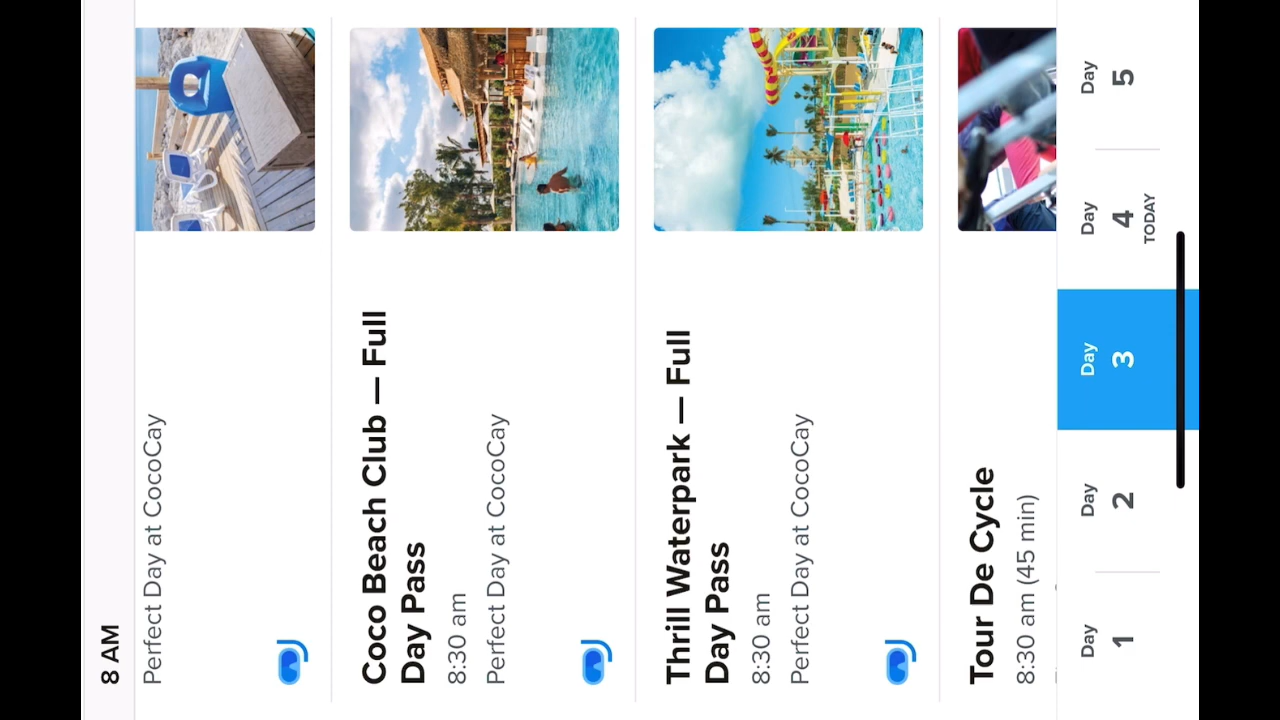 8 AM
Perfect Day at CocoCay
Coco Beach Club — Full
Day Pass
8:30 am
Perfect Day at CocoCay
Thrill Waterpark — Full
Day Pass
8:30 am
Perfect Day at CocoCay
Tour De Cycle
8:30 am (45 min)
Day
1
Day
2
Day
3
Day
4
TODAY
Day
5